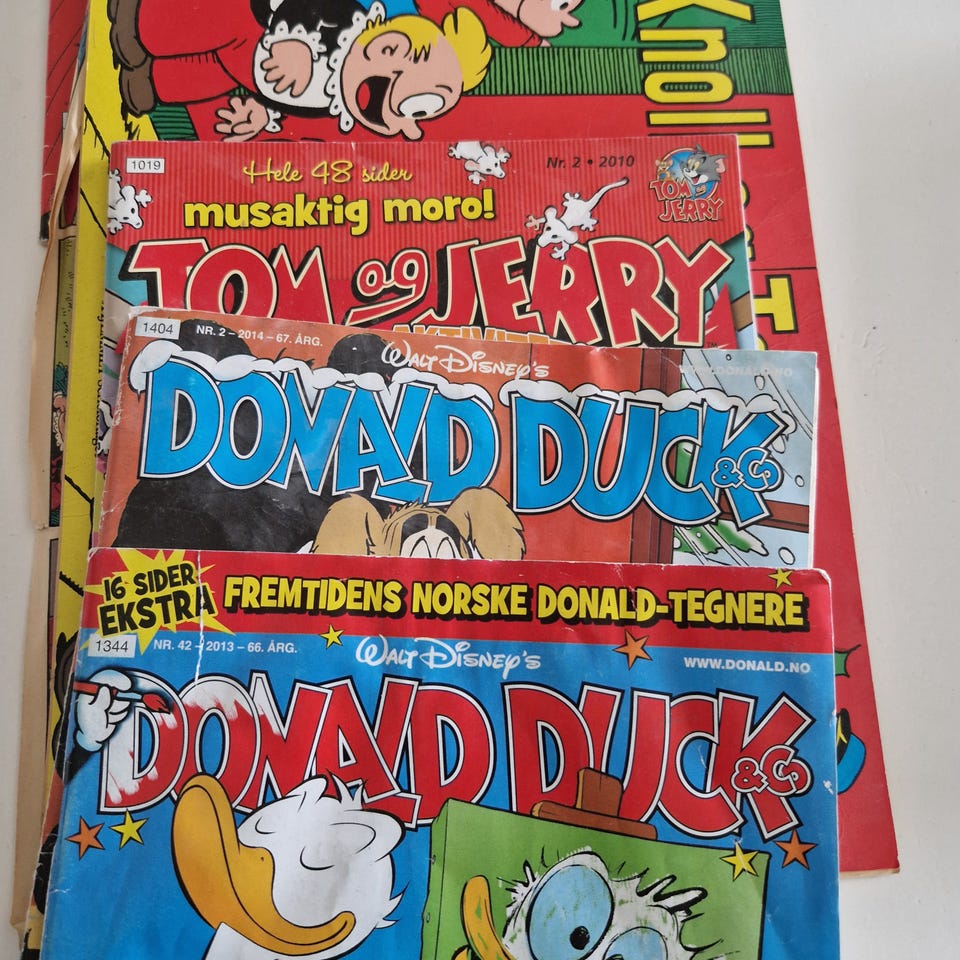 Knoll
T
1019
Hele 48 sider
Nr. 2 • 2010
musaktig moro!
TOM
JERRY
TOM og JERRY
1404
NR. 2 – 2014 – 67. ÅRG.
WALT DISNEY'S
WWW.DONALD.NO
DONALD DUCK
& Co
16 SIDER
EKSTRA
FREMTIDENS NORSKE DONALD-TEGNERE
1344
NR. 42 – 2013 – 66. ÅRG.
WALT DISNEY'S
WWW.DONALD.NO
DONALD DUCK
& Co